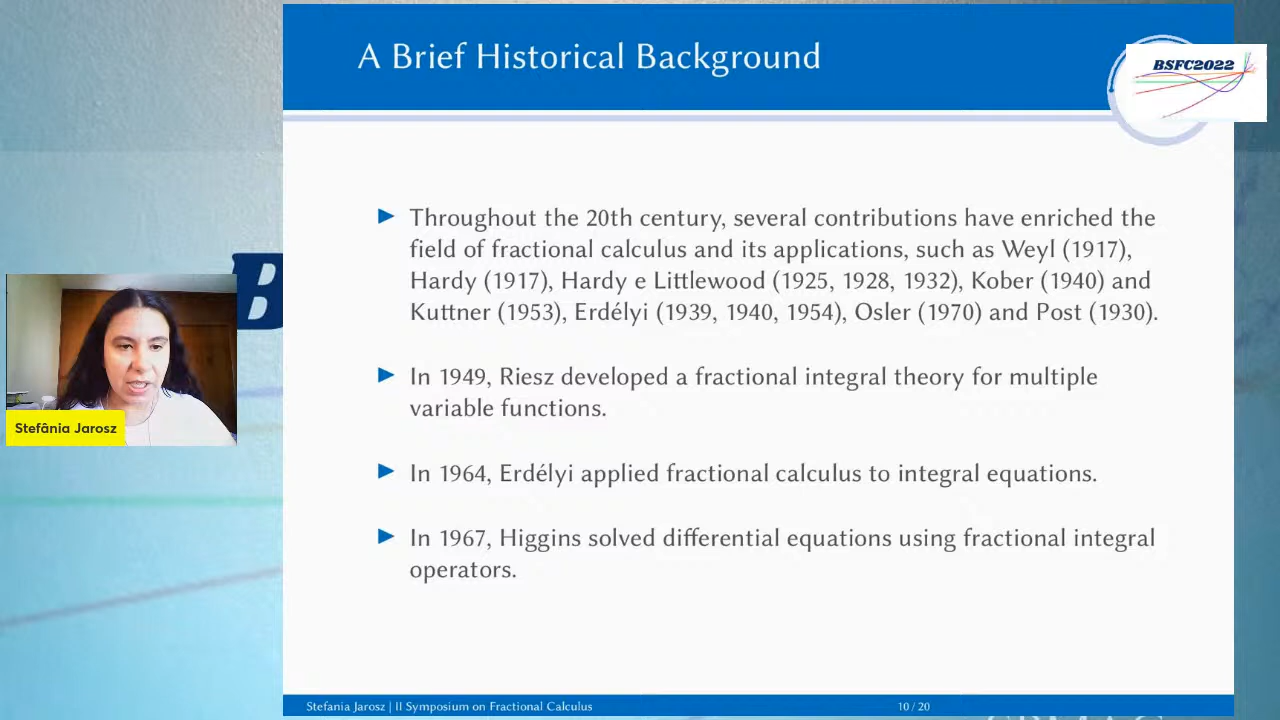 A Brief Historical Background
BSFC2022
Throughout the 20th century, several contributions have enriched the
field of fractional calculus and its applications, such as Weyl (1917),
Hardy (1917), Hardy e Littlewood (1925, 1928, 1932), Kober (1940) and
Kuttner (1953), Erdélyi (1939, 1940, 1954), Osler (1970) and Post (1930).
In 1949, Riesz developed a fractional integral theory for multiple
variable functions.
In 1964, Erdélyi applied fractional calculus to integral equations.
In 1967, Higgins solved differential equations using fractional integral
operators.
B
Stefânia Jarosz
Stefania Jarosz | II Symposium on Fractional Calculus
10 / 20